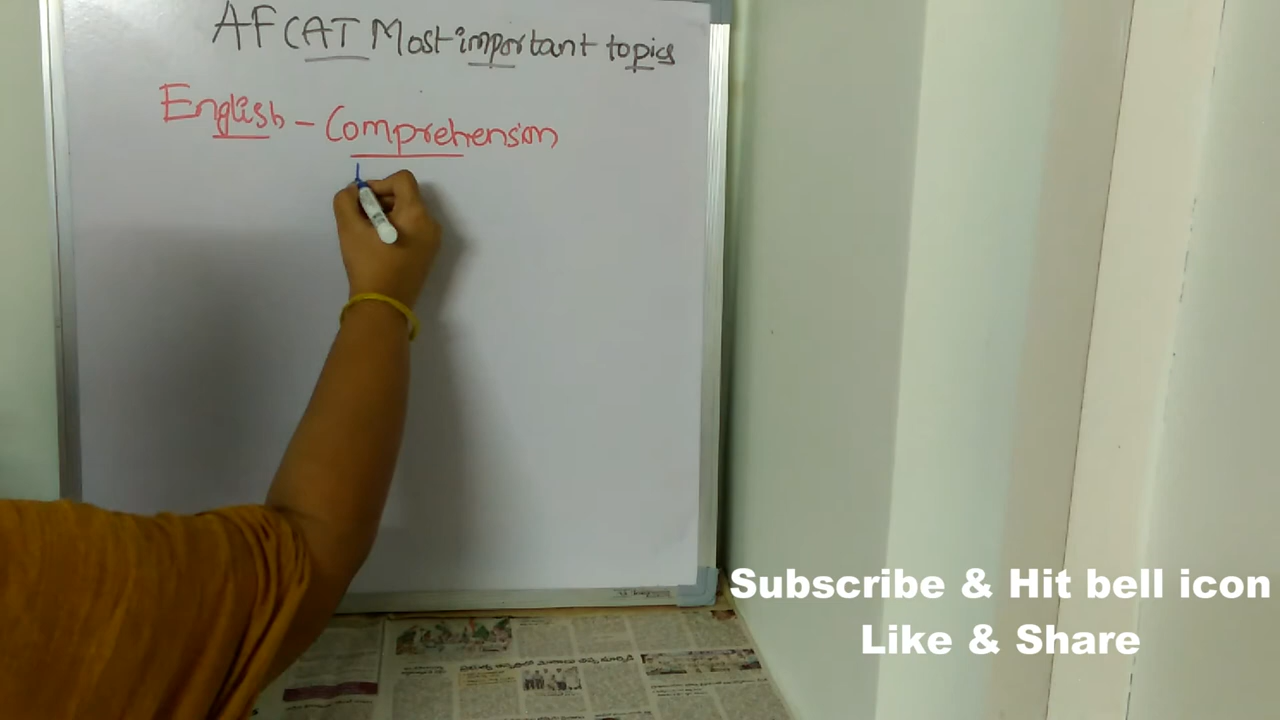 AFCAT Most important topics
English - Comprehension
Subscribe & Hit bell icon
Like & Share